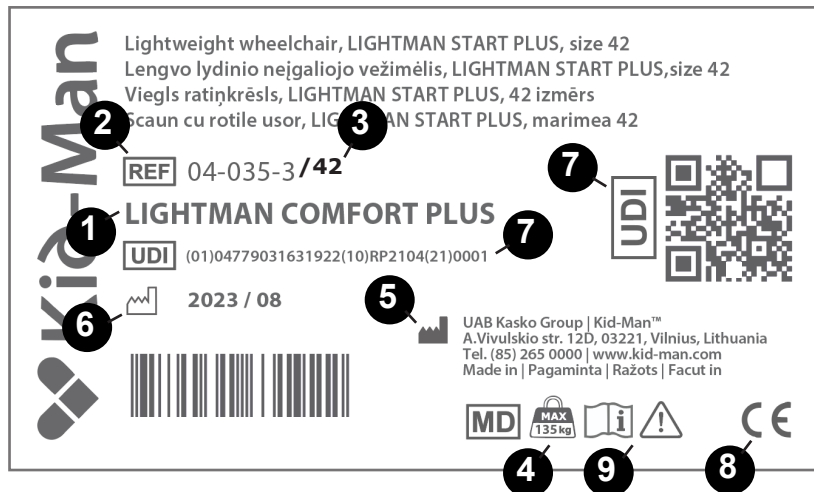 Lightweight wheelchair, LIGHTMAN START PLUS, size 42
Lengvo lydinio neįgaliojo vežimėlis, LIGHTMAN START PLUS,size 42
Viegls ratiņkrēsls, LIGHTMAN START PLUS, 42 izmērs
Scaun cu rotile usor, LIGHTMAN START PLUS, marimea 42
2
3
REF 04-035-3/42
7
UDI
1
LIGHTMAN COMFORT PLUS
UDI (01)04779031631922(10)RP2104(21)0001
7
6
2023 / 08
5
UAB Kasko Group | Kid-Man™
A.Vivulskio str. 12D, 03221, Vilnius, Lithuania
Tel. (85) 265 0000 | www.kid-man.com
Made in | Pagaminta | Ražots | Facut in
MD
MAX
135 kg
i
!
CE
4
9
8
Kid-Man